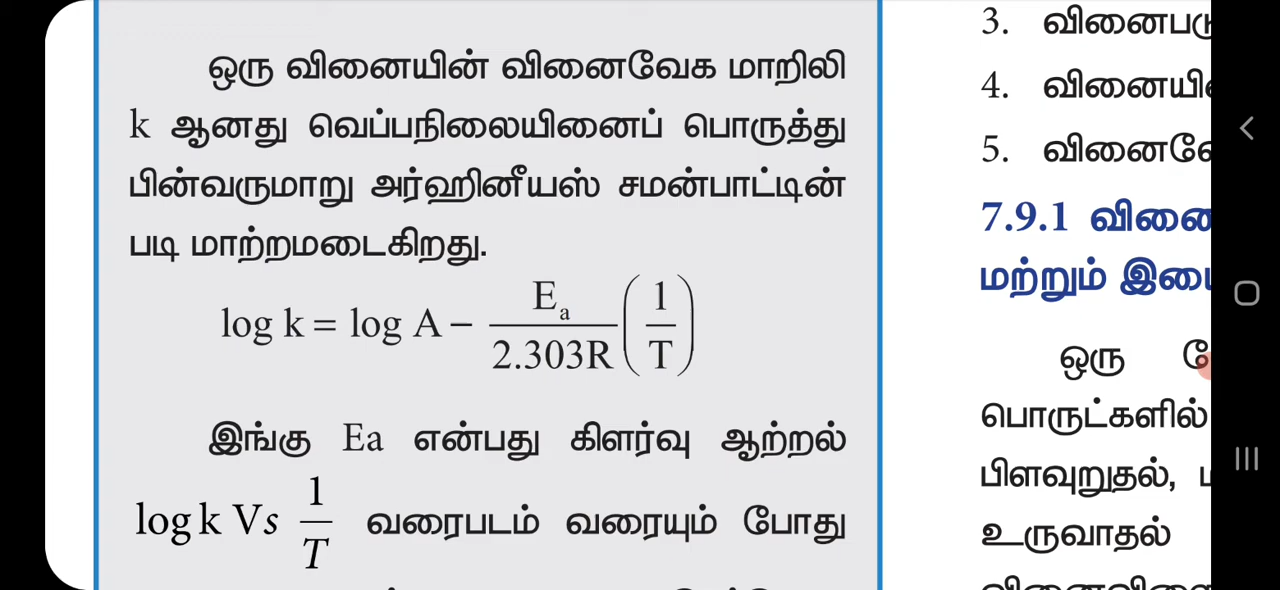 ஒரு வினையின் வினைவேக மாறிலி
k ஆனது வெப்பநிலையினைப் பொருத்து
பின்வருமாறு அர்ஹினீயஸ் சமன்பாட்டின்
படி மாற்றமடைகிறது.
log k = log A − Ea/2.303R (1/T)
இங்கு Ea என்பது கிளர்வு ஆற்றல்
log k Vs 1/T வரைபடம் வரையும் போது
3.
4.
5.
7.9.1
மற்றும்
ஒரு
பொருட்களில்
பிளவுறுதல்,
உருவாதல்